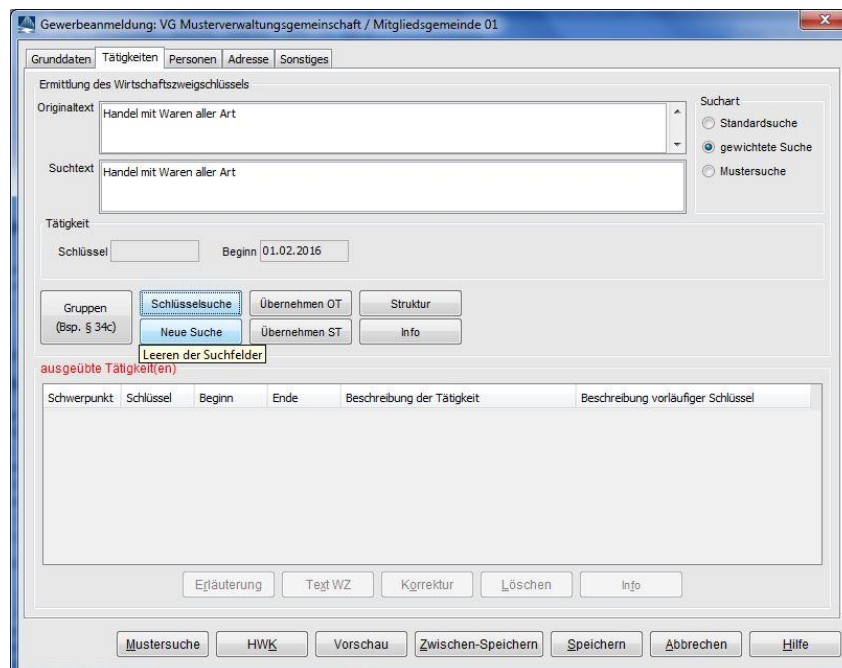 Gewerbeanmeldung: VG Musterverwaltungsgemeinschaft / Mitgliedsgemeinde 01
Grunddaten Tätigkeiten Personen Adresse Sonstiges
Ermittlung des Wirtschaftszweigschlüssels
Originaltext Handel mit Waren aller Art
Suchtext Handel mit Waren aller Art
Suchart
Standardsuche
gewichtete Suche
Mustersuche
Tätigkeit
Schlüssel Beginn 01.02.2016
Gruppen
(Bsp. § 34c)
Schlüsselsuche Übernehmen OT Struktur
Neue Suche Übernehmen ST Info
Leeren der Suchfelder
ausgeübte Tätigkeit(en)
Schwerpunkt Schlüssel Beginn Ende Beschreibung der Tätigkeit Beschreibung vorläufiger Schlüssel
Erläuterung Text WZ Korrektur Löschen Info
Mustersuche HWK Vorschau Zwischen-Speichern Speichern Abbrechen Hilfe